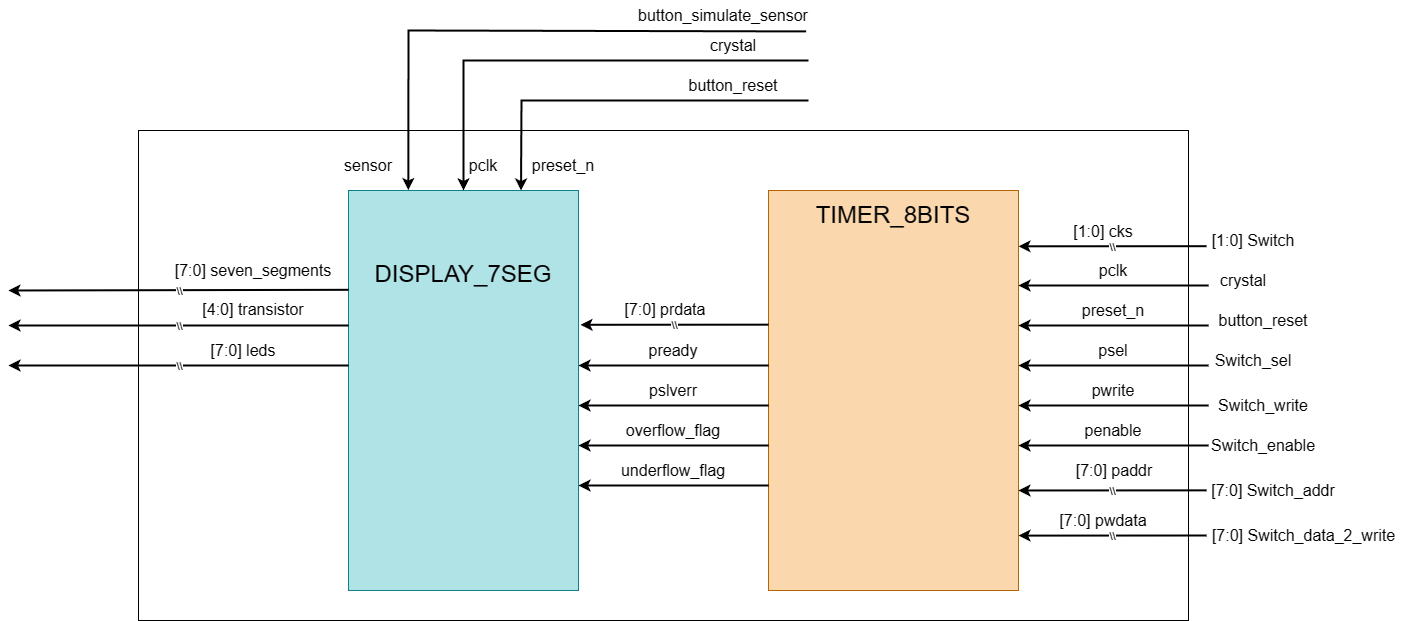 button_simulate_sensor
crystal
button_reset
sensor
pclk
preset_n
DISPLAY_7SEG
[7:0] seven_segments
[4:0] transistor
[7:0] leds
[7:0] prdata
pready
pslverr
overflow_flag
underflow_flag
TIMER_8BITS
[1:0] cks
pclk
preset_n
psel
pwrite
penable
[7:0] paddr
[7:0] pwdata
[1:0] Switch
crystal
button_reset
Switch_sel
Switch_write
Switch_enable
[7:0] Switch_addr
[7:0] Switch_data_2_write